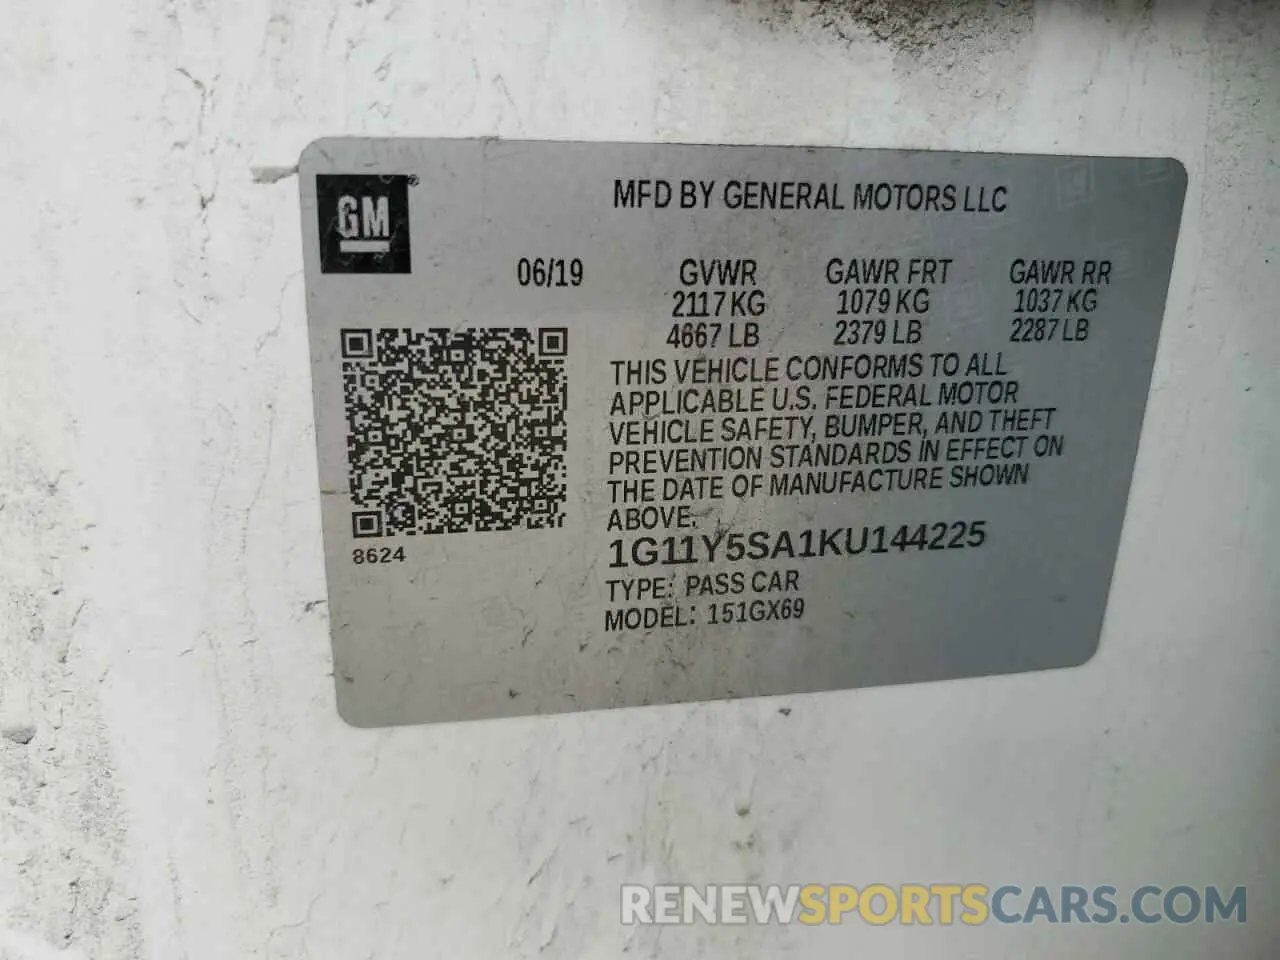 GM®
MFD BY GENERAL MOTORS LLC
06/19 GVWR GAWR FRT GAWR RR
2117 KG 1079 KG 1037 KG
4667 LB 2379 LB 2287 LB
THIS VEHICLE CONFORMS TO ALL
APPLICABLE U.S. FEDERAL MOTOR
VEHICLE SAFETY, BUMPER, AND THEFT
PREVENTION STANDARDS IN EFFECT ON
THE DATE OF MANUFACTURE SHOWN
ABOVE.
8624
1G11Y5SA1KU144225
TYPE: PASS CAR
MODEL: 151GX69
RENEWSPORTSCARS.COM